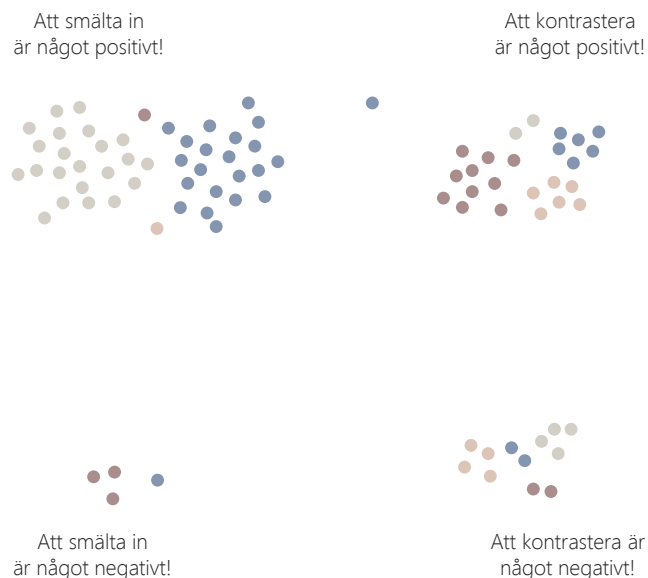 Att smälta in
är något positivt!
Att kontrastera
är något positivt!
Att smälta in
är något negativt!
Att kontrastera är
något negativt!